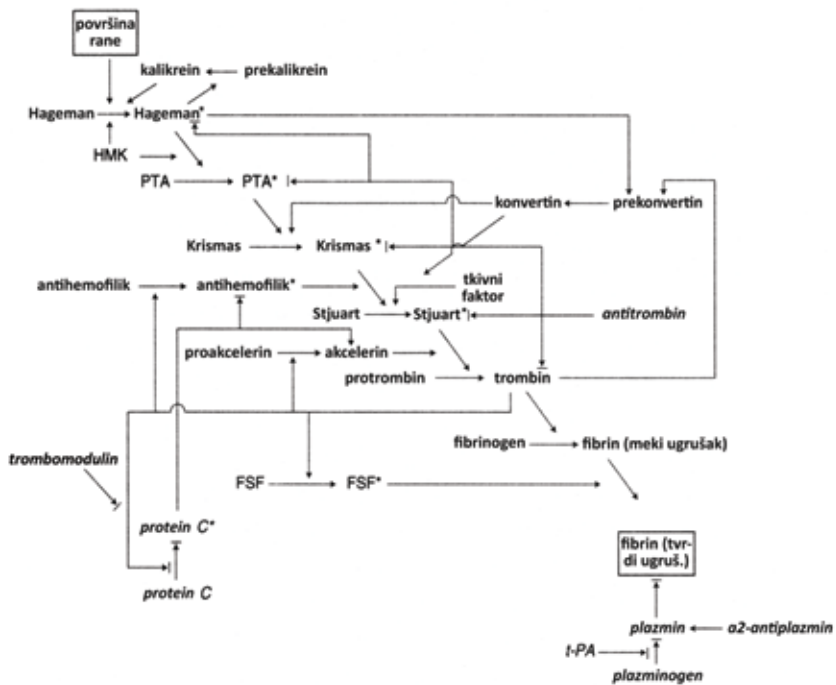 površina
rane
kalikrein prekalikrein
Hageman Hageman*
HMK
PTA PTA*
konvertin prekonvertin
Krismas Krismas *
antihemofilik antihemofilik*
tkivni
faktor
Stjuart Stjuart* antitrombin
proakcelerin akcelerin
protrombin trombin
fibrinogen fibrin (meki ugrušak)
trombomodulin
FSF FSF*
protein C*
fibrin (tvr-
di ugruš.)
protein C
plazmin a2-antiplazmin
t-PA
plazminogen